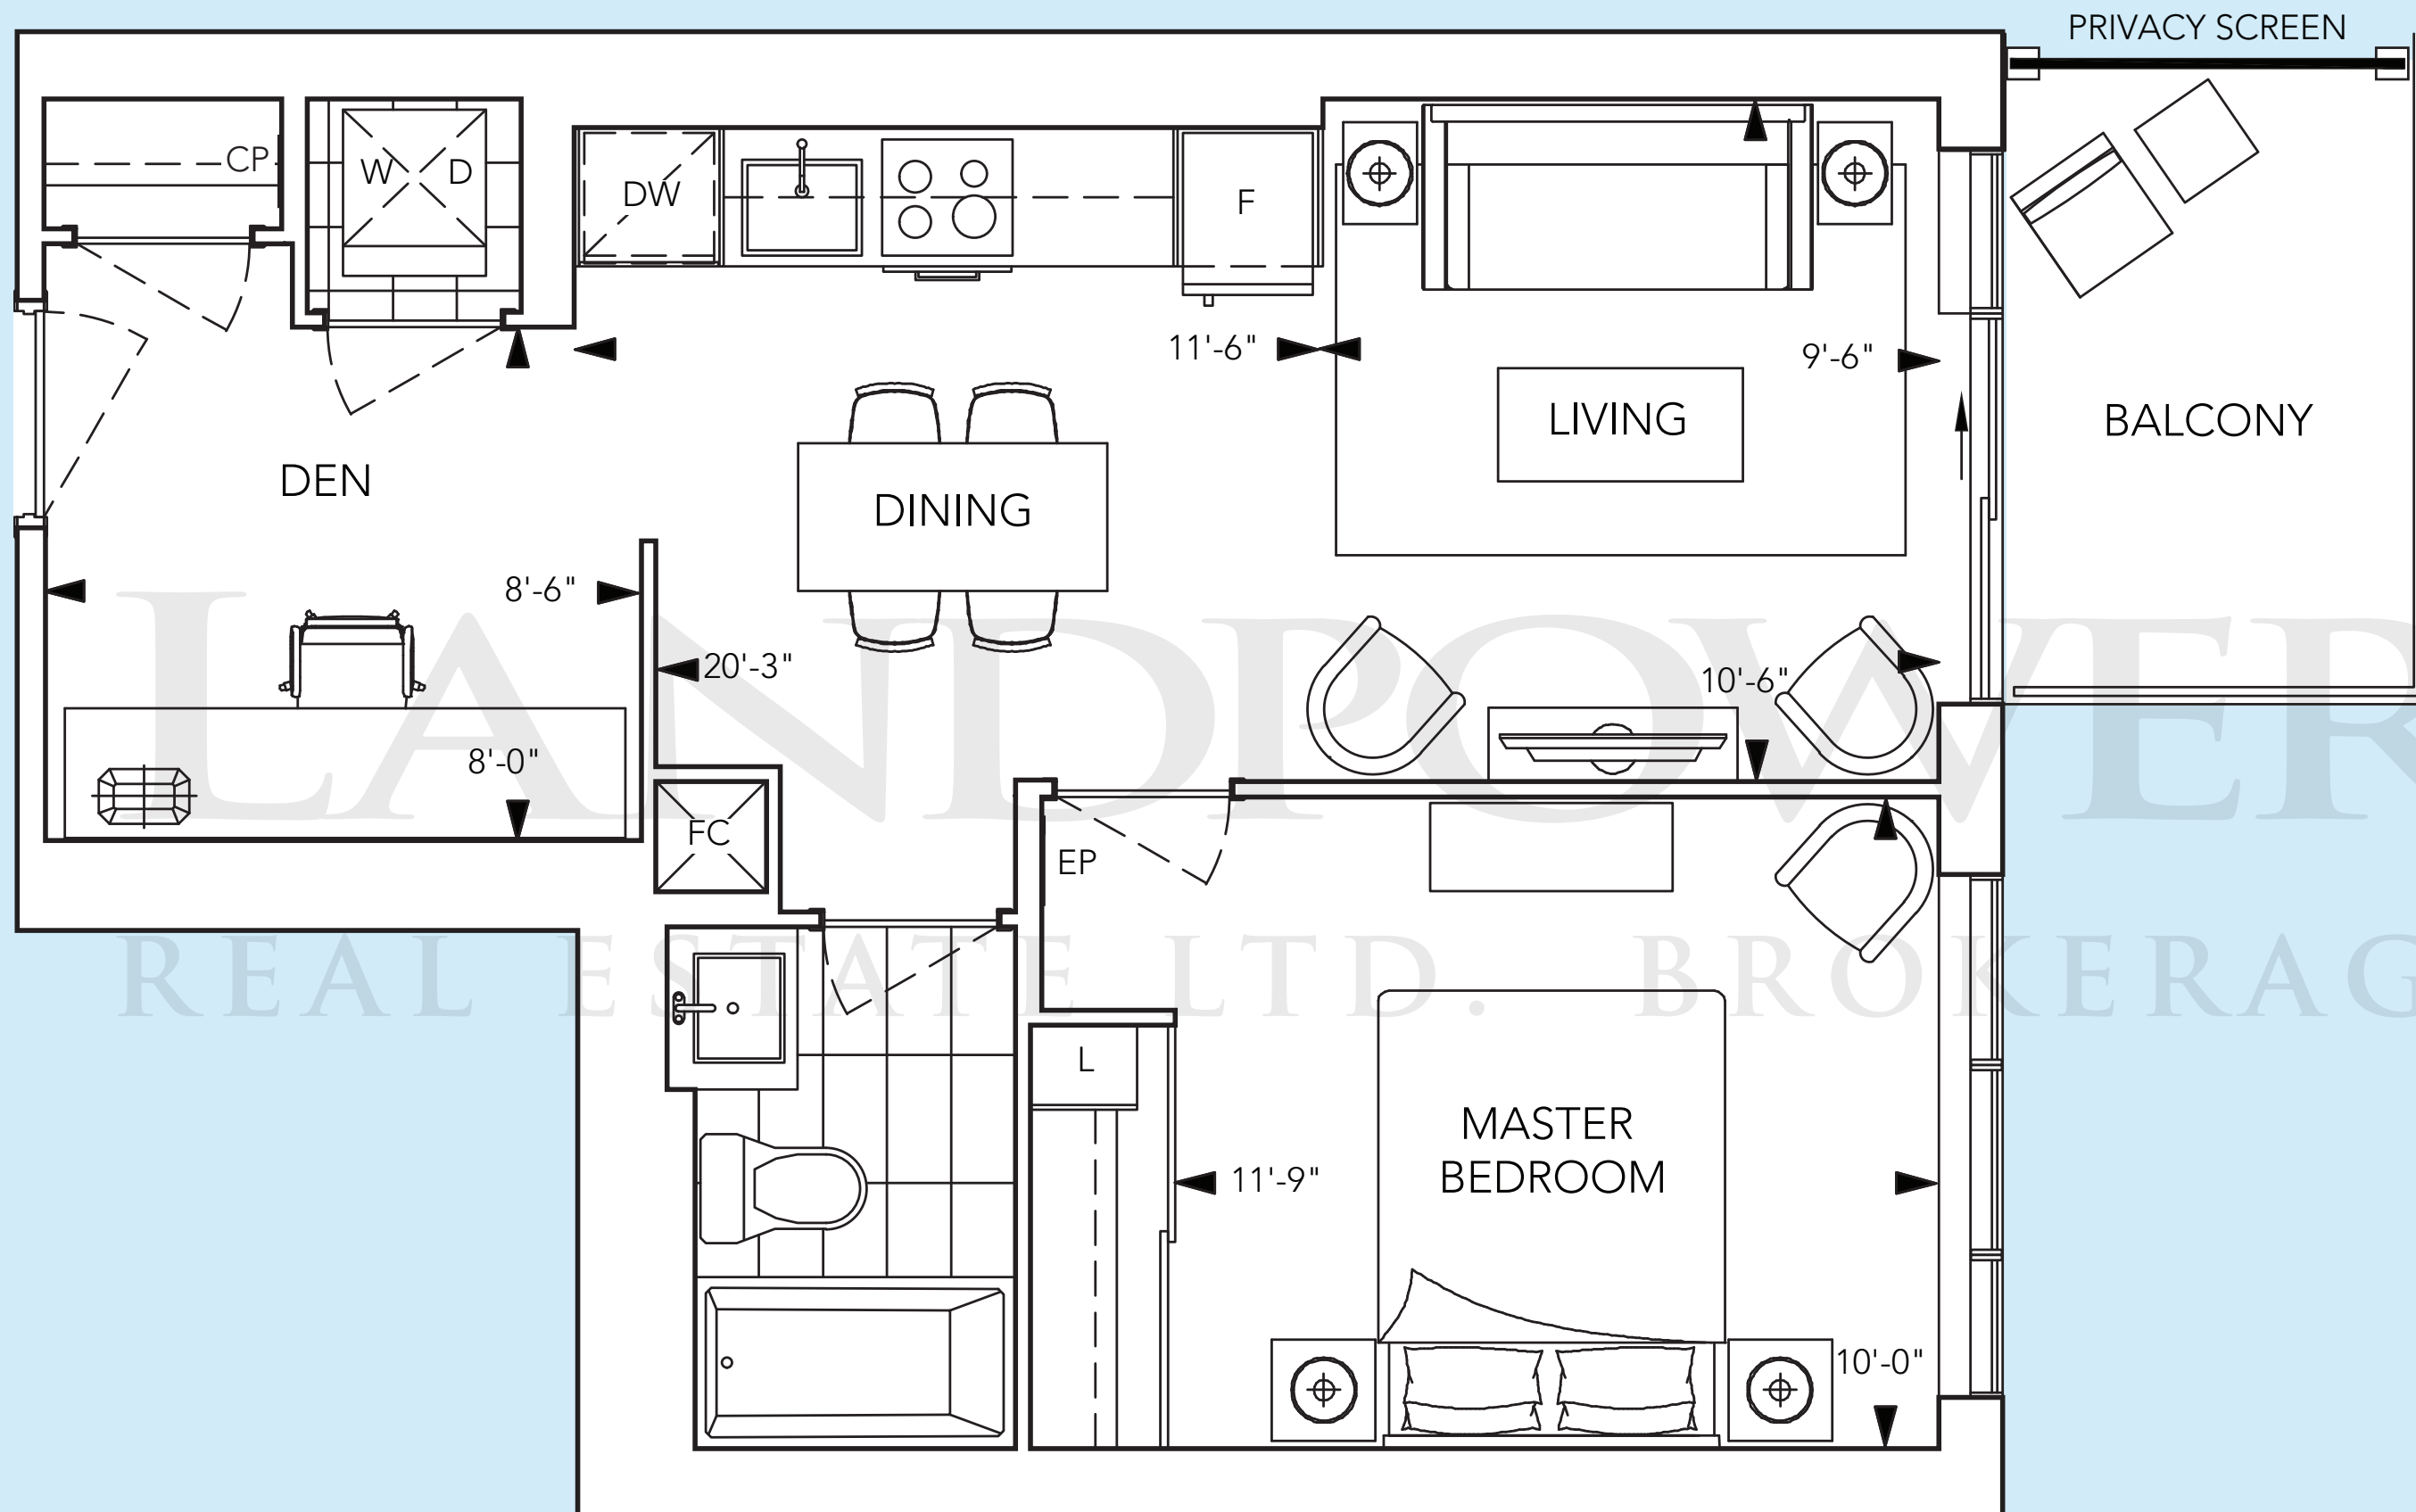 PRIVACY SCREEN
CP
W
D
DW
F
11'-6"
9'-6"
LIVING
BALCONY
DEN
DINING
8'-6"
20'-3"
10'-6"
8'-0"
LANDPOWER
FC
EP
REAL ESTATE LTD. BROKERAG
L
MASTER
BEDROOM
11'-9"
10'-0"